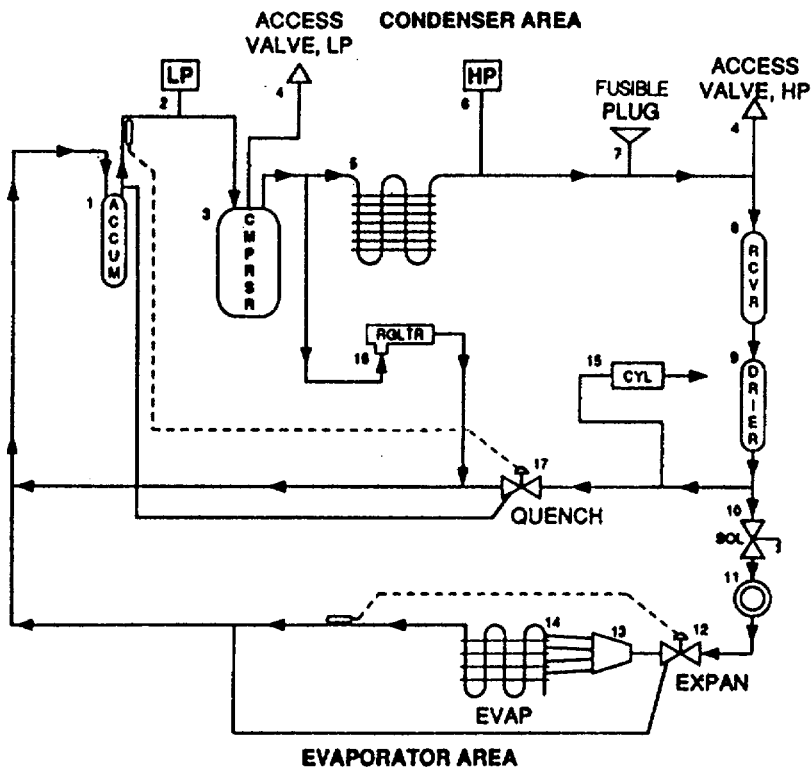 ACCESS
VALVE, LP
CONDENSER AREA
LP
2
4
HP
6
FUSIBLE
PLUG
7
ACCESS
VALVE, HP
4
1
ACCUM
3
CMPRSR
5
8
RCVR
RGLTR
16
15
CYL
9
DRIER
17
QUENCH
10
SOL
11
14
13
12
EXPAN
EVAP
EVAPORATOR AREA